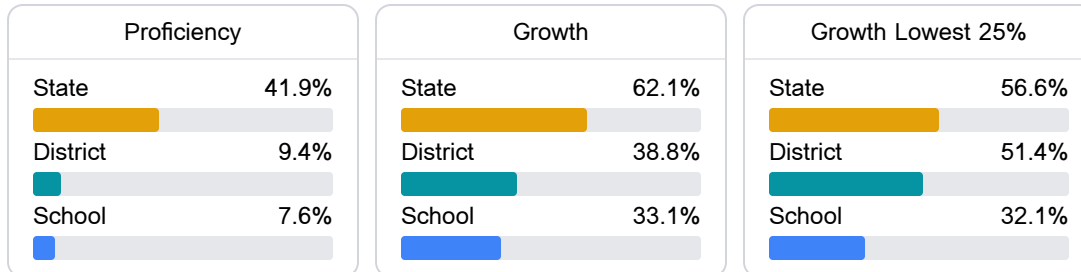 Proficiency
State 41.9%
District 9.4%
School 7.6%
Growth
State 62.1%
District 38.8%
School 33.1%
Growth Lowest 25%
State 56.6%
District 51.4%
School 32.1%